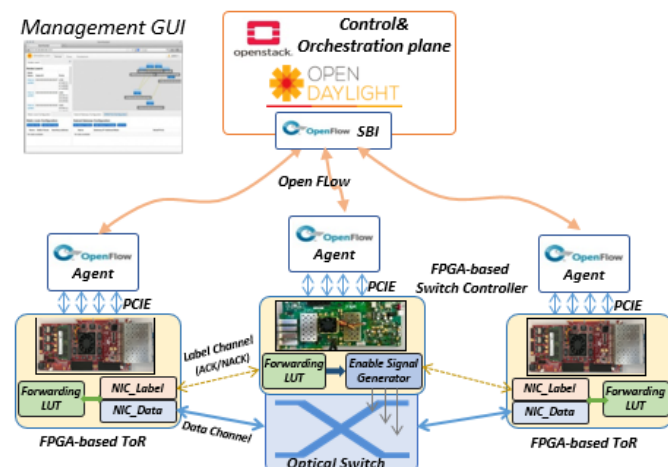 Management GUI
openstack.
Control&
Orchestration plane
OPEN
DAYLIGHT
OpenFlow SBI
Open FLow
OpenFlow
Agent
OpenFlow
Agent
OpenFlow
Agent
PCIE
PCIE
PCIE
FPGA-based
Switch Controller
Label Channel
(ACK/NACK)
Forwarding
LUT
NIC_Label
NIC_Data
FPGA-based ToR
Forwarding
LUT
Enable Signal
Generator
NIC_Label
NIC_Data
Forwarding
LUT
FPGA-based ToR
Data Channel
Optical Switch